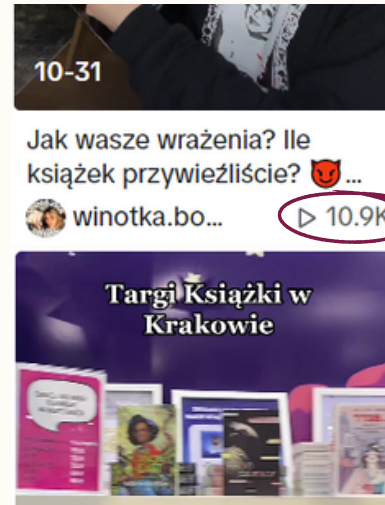 10-31
Jak wasze wrażenia? Ile
książek przywieźliście? 😈...
winotka.bo...
10.9K
Targi Książki w
Krakowie